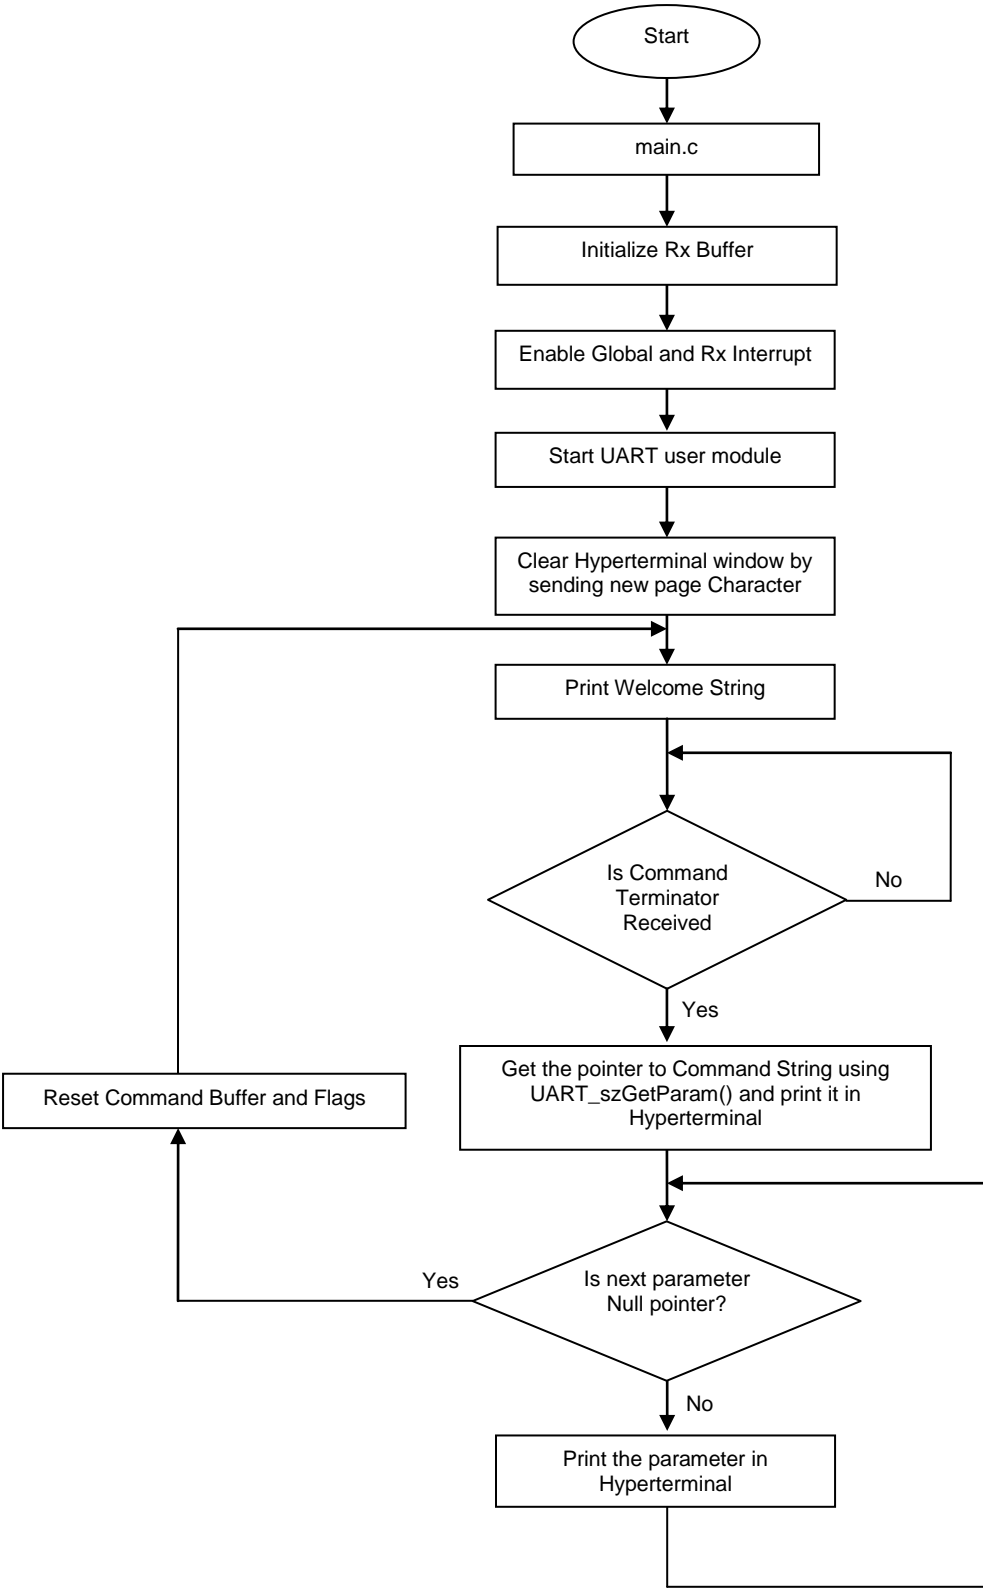 Start
main.c
Initialize Rx Buffer
Enable Global and Rx Interrupt
Start UART user module
Clear Hyperterminal window by
sending new page Character
Print Welcome String
Is Command
Terminator
Received
No
Yes
Get the pointer to Command String using
UART_szGetParam() and print it in
Hyperterminal
Reset Command Buffer and Flags
Is next parameter
Null pointer?
Yes
No
Print the parameter in
Hyperterminal